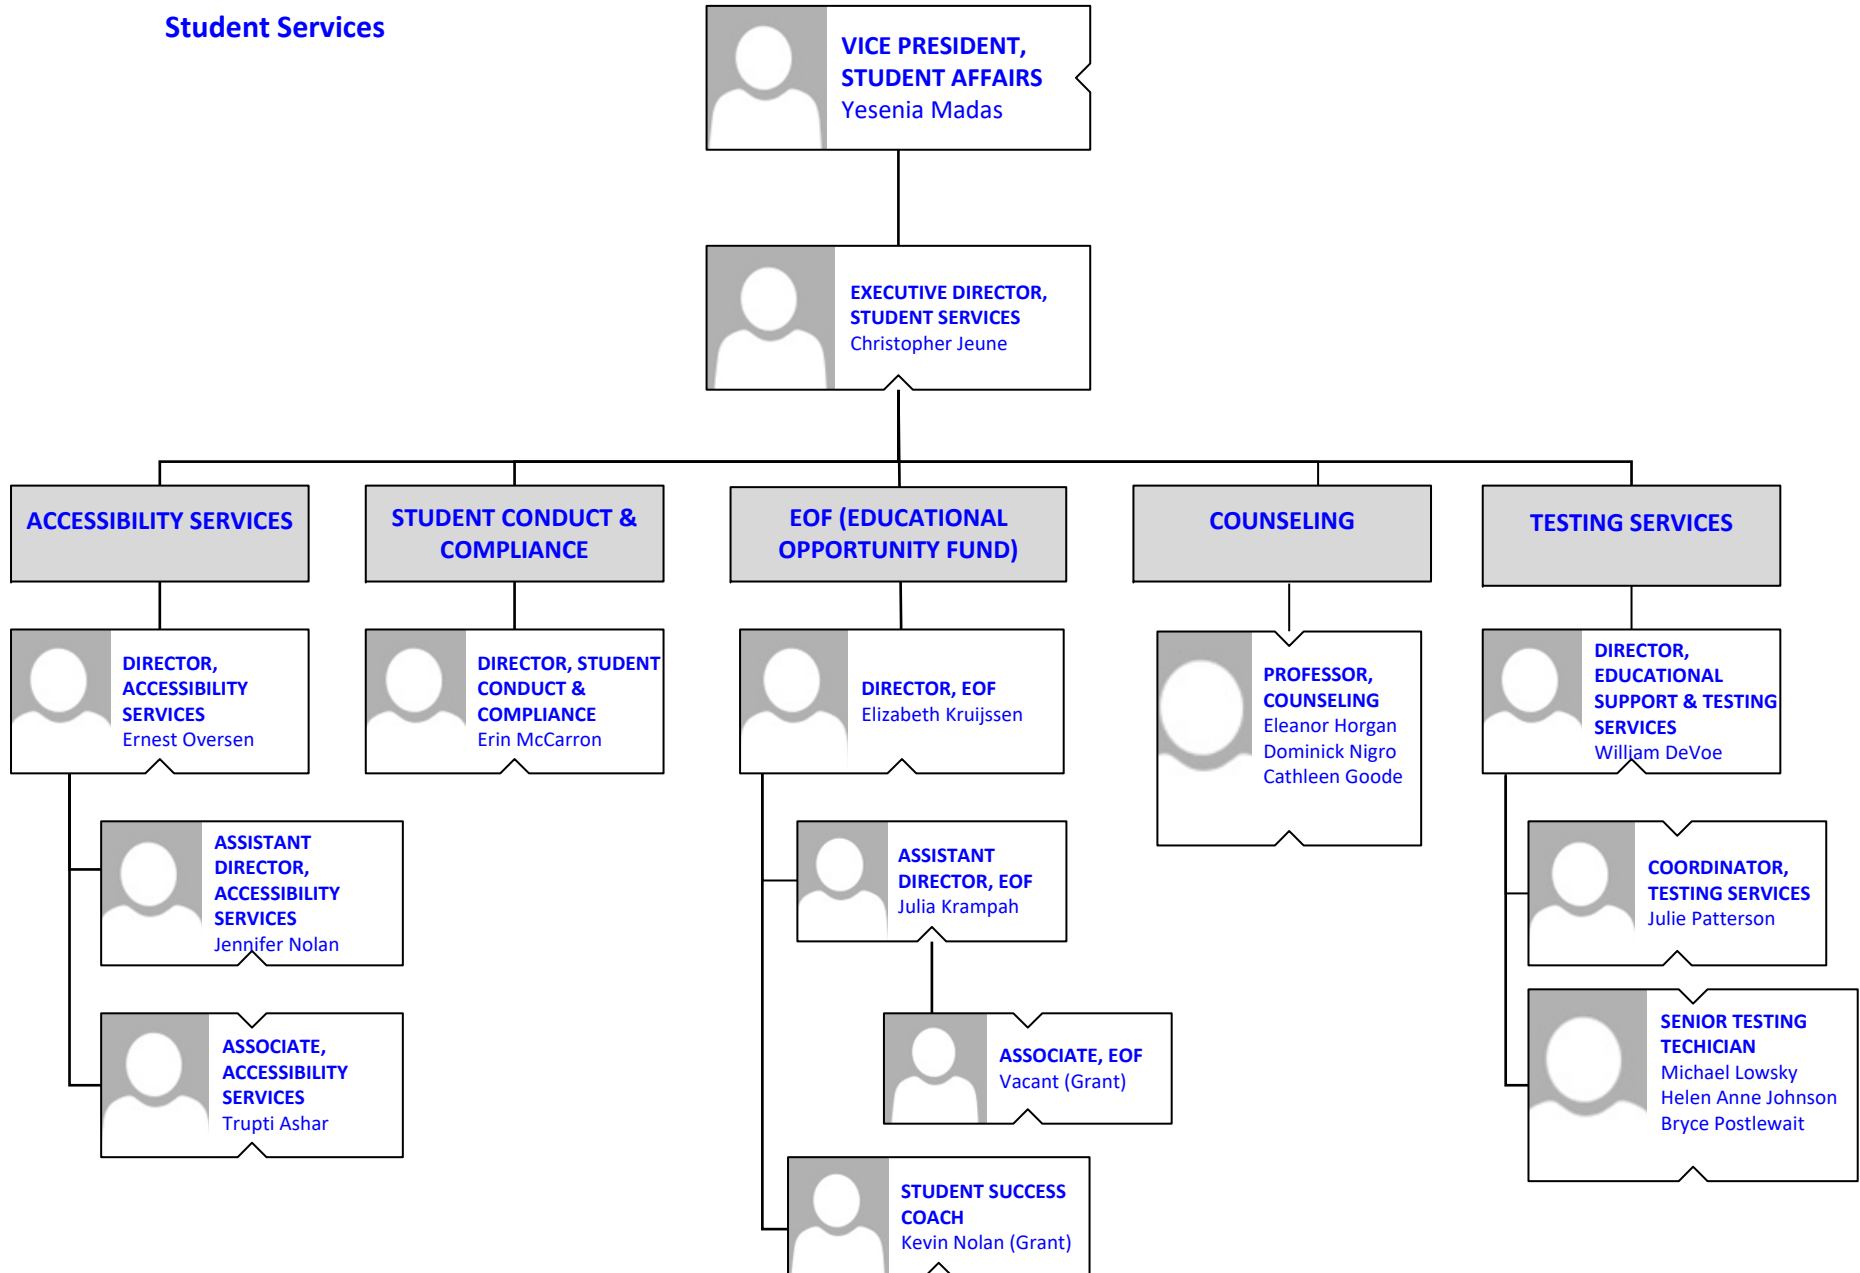 Student Services
VICE PRESIDENT,
STUDENT AFFAIRS
Yesenia Madas
EXECUTIVE DIRECTOR,
STUDENT SERVICES
Christopher Jeune
ACCESSIBILITY SERVICES
STUDENT CONDUCT &
COMPLIANCE
EOF (EDUCATIONAL
OPPORTUNITY FUND)
COUNSELING
TESTING SERVICES
DIRECTOR,
ACCESSIBILITY
SERVICES
Ernest Oversen
DIRECTOR, STUDENT
CONDUCT &
COMPLIANCE
Erin McCarron
DIRECTOR, EOF
Elizabeth Kruijssen
PROFESSOR,
COUNSELING
Eleanor Horgan
Dominick Nigro
Cathleen Goode
DIRECTOR,
EDUCATIONAL
SUPPORT & TESTING
SERVICES
William DeVoe
ASSISTANT
DIRECTOR,
ACCESSIBILITY
SERVICES
Jennifer Nolan
ASSISTANT
DIRECTOR, EOF
Julia Krampah
COORDINATOR,
TESTING SERVICES
Julie Patterson
ASSOCIATE,
ACCESSIBILITY
SERVICES
Trupti Ashar
ASSOCIATE, EOF
Vacant (Grant)
SENIOR TESTING
TECHICIAN
Michael Lowsky
Helen Anne Johnson
Bryce Postlewait
STUDENT SUCCESS
COACH
Kevin Nolan (Grant)